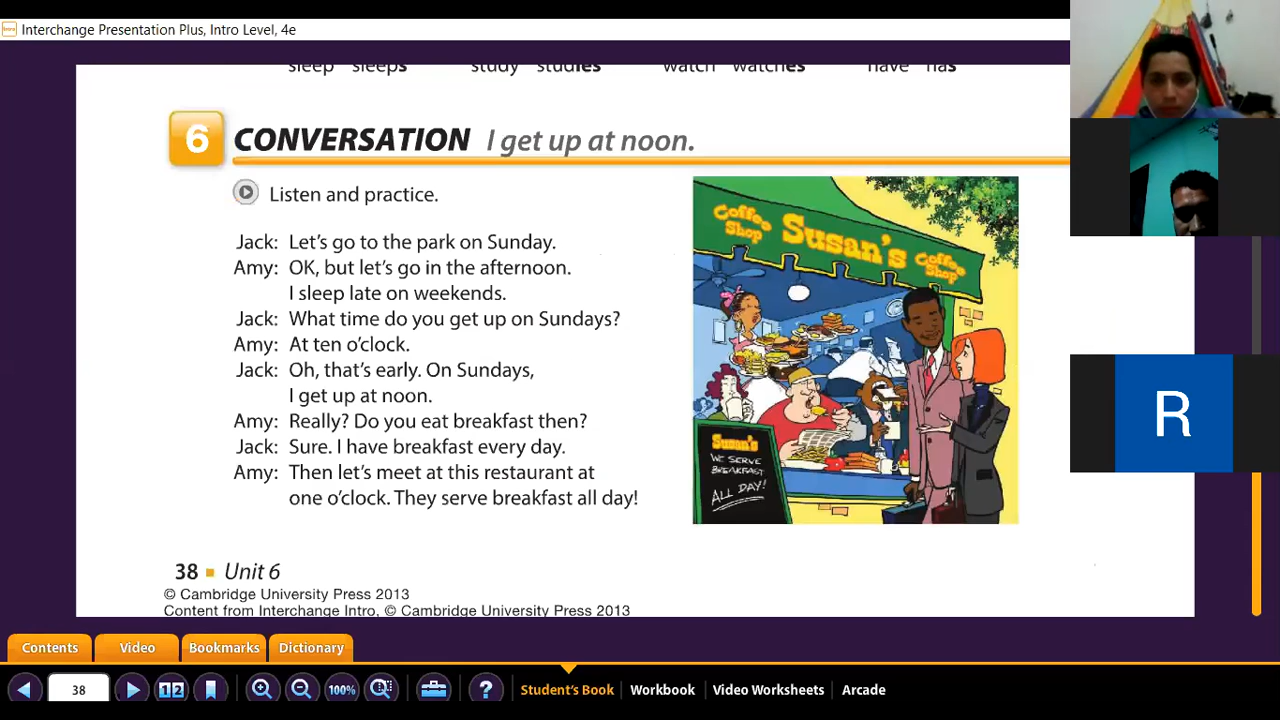 Interchange Presentation Plus, Intro Level, 4e
sleep sleeps study studies watch watches have has
6 CONVERSATION I get up at noon.
Listen and practice.
Jack: Let's go to the park on Sunday.
Amy: OK, but let's go in the afternoon.
I sleep late on weekends.
Jack: What time do you get up on Sundays?
Amy: At ten o'clock.
Jack: Oh, that's early. On Sundays,
I get up at noon.
Amy: Really? Do you eat breakfast then?
Jack: Sure. I have breakfast every day.
Amy: Then let's meet at this restaurant at
one o'clock. They serve breakfast all day!
Coffee Shop Susan's Coffee Shop
Susan's
WE SERVE
BREAKFAST
ALL DAY!
R
38 Unit 6
© Cambridge University Press 2013
Content from Interchange Intro, © Cambridge University Press 2013
Contents Video Bookmarks Dictionary
38 1 2 100% ? Student's Book Workbook Video Worksheets Arcade